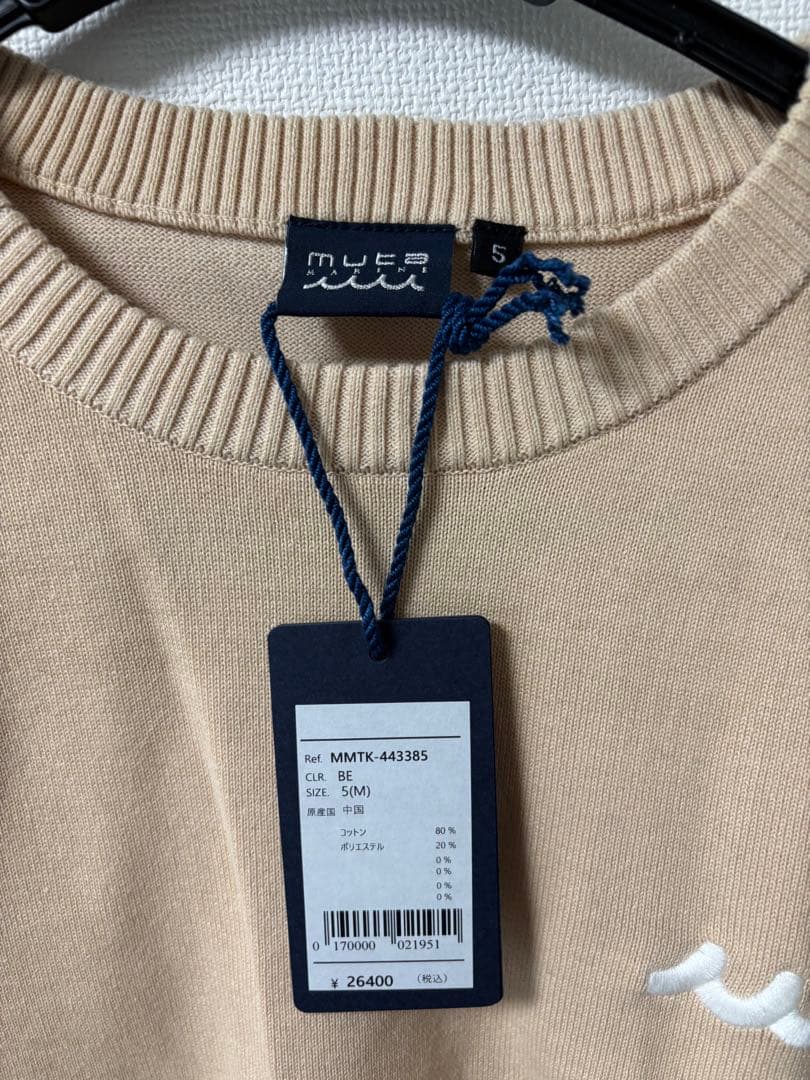 muta
MARINE
5
Ref. MMTK-443385
CLR. BE
SIZE. 5(M)
原産国 中国
コットン 80 %
ポリエステル 20 %
0 %
0 %
0 %
0 %
0 170000 021951
¥ 26400 (税込)